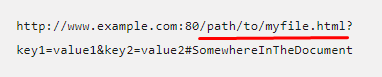 http://www.example.com:80/path/to/myfile.html?
key1=value1&key2=value2#SomewhereInTheDocument